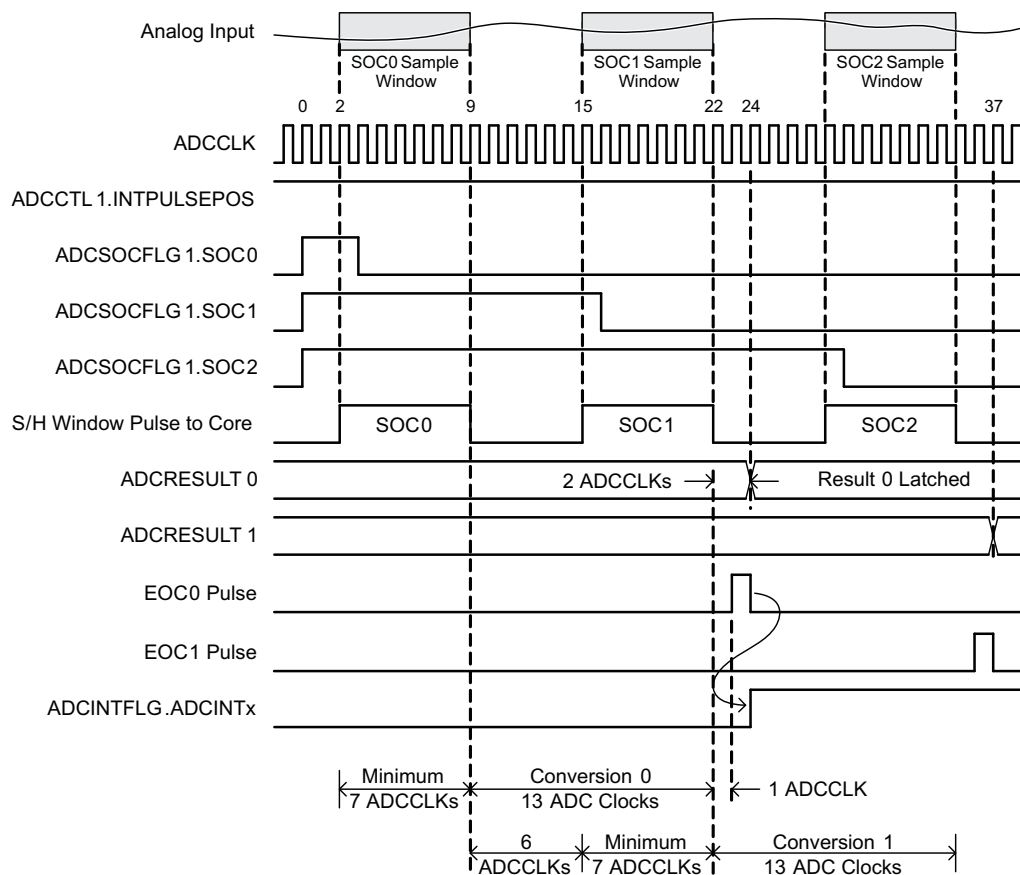 Analog Input
SOC0 Sample
Window
SOC1 Sample
Window
SOC2 Sample
Window
0 2 9 15 22 24 37
ADCCLK
ADCCTL 1.INTPULSEPOS
ADCSOCFLG 1.SOC0
ADCSOCFLG 1.SOC1
ADCSOCFLG 1.SOC2
S/H Window Pulse to Core
SOC0
SOC1
SOC2
ADCRESULT 0
2 ADCCLKs
Result 0 Latched
ADCRESULT 1
EOC0 Pulse
EOC1 Pulse
ADCINTFLG .ADCINTx
Minimum
7 ADCCLKs
Conversion 0
13 ADC Clocks
1 ADCCLK
6
ADCCLKs
Minimum
7 ADCCLKs
Conversion 1
13 ADC Clocks